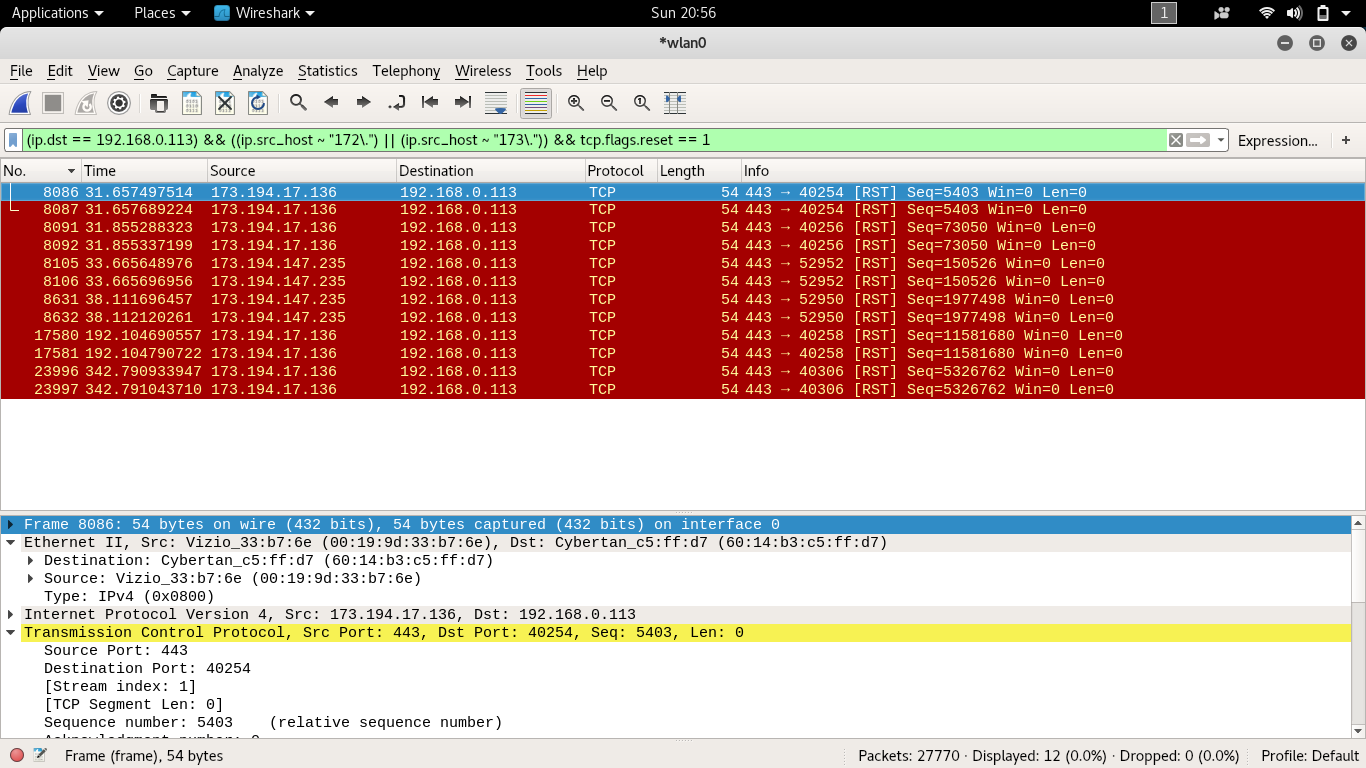 Applications Places Wireshark Sun 20:56 1
*wlan0
File Edit View Go Capture Analyze Statistics Telephony Wireless Tools Help
(ip.dst == 192.168.0.113) && ((ip.src_host ~ "172\.") || (ip.src_host ~ "173\.")) && tcp.flags.reset == 1 Expression... +
No. Time Source Destination Protocol Length Info
8086 31.657497514 173.194.17.136 192.168.0.113 TCP 54 443 → 40254 [RST] Seq=5403 Win=0 Len=0
8087 31.657689224 173.194.17.136 192.168.0.113 TCP 54 443 → 40254 [RST] Seq=5403 Win=0 Len=0
8091 31.855288323 173.194.17.136 192.168.0.113 TCP 54 443 → 40256 [RST] Seq=73050 Win=0 Len=0
8092 31.855337199 173.194.17.136 192.168.0.113 TCP 54 443 → 40256 [RST] Seq=73050 Win=0 Len=0
8105 33.665648976 173.194.147.235 192.168.0.113 TCP 54 443 → 52952 [RST] Seq=150526 Win=0 Len=0
8106 33.665696956 173.194.147.235 192.168.0.113 TCP 54 443 → 52952 [RST] Seq=150526 Win=0 Len=0
8631 38.111696457 173.194.147.235 192.168.0.113 TCP 54 443 → 52950 [RST] Seq=1977498 Win=0 Len=0
8632 38.112120261 173.194.147.235 192.168.0.113 TCP 54 443 → 52950 [RST] Seq=1977498 Win=0 Len=0
17580 192.104690557 173.194.17.136 192.168.0.113 TCP 54 443 → 40258 [RST] Seq=11581680 Win=0 Len=0
17581 192.104790722 173.194.17.136 192.168.0.113 TCP 54 443 → 40258 [RST] Seq=11581680 Win=0 Len=0
23996 342.790933947 173.194.17.136 192.168.0.113 TCP 54 443 → 40306 [RST] Seq=5326762 Win=0 Len=0
23997 342.791043710 173.194.17.136 192.168.0.113 TCP 54 443 → 40306 [RST] Seq=5326762 Win=0 Len=0
Frame 8086: 54 bytes on wire (432 bits), 54 bytes captured (432 bits) on interface 0
Ethernet II, Src: Vizio_33:b7:6e (00:19:9d:33:b7:6e), Dst: Cybertan_c5:ff:d7 (60:14:b3:c5:ff:d7)
Destination: Cybertan_c5:ff:d7 (60:14:b3:c5:ff:d7)
Source: Vizio_33:b7:6e (00:19:9d:33:b7:6e)
Type: IPv4 (0x0800)
Internet Protocol Version 4, Src: 173.194.17.136, Dst: 192.168.0.113
Transmission Control Protocol, Src Port: 443, Dst Port: 40254, Seq: 5403, Len: 0
Source Port: 443
Destination Port: 40254
[Stream index: 1]
[TCP Segment Len: 0]
Sequence number: 5403 (relative sequence number)
Frame (frame), 54 bytes Packets: 27770 · Displayed: 12 (0.0%) · Dropped: 0 (0.0%) Profile: Default